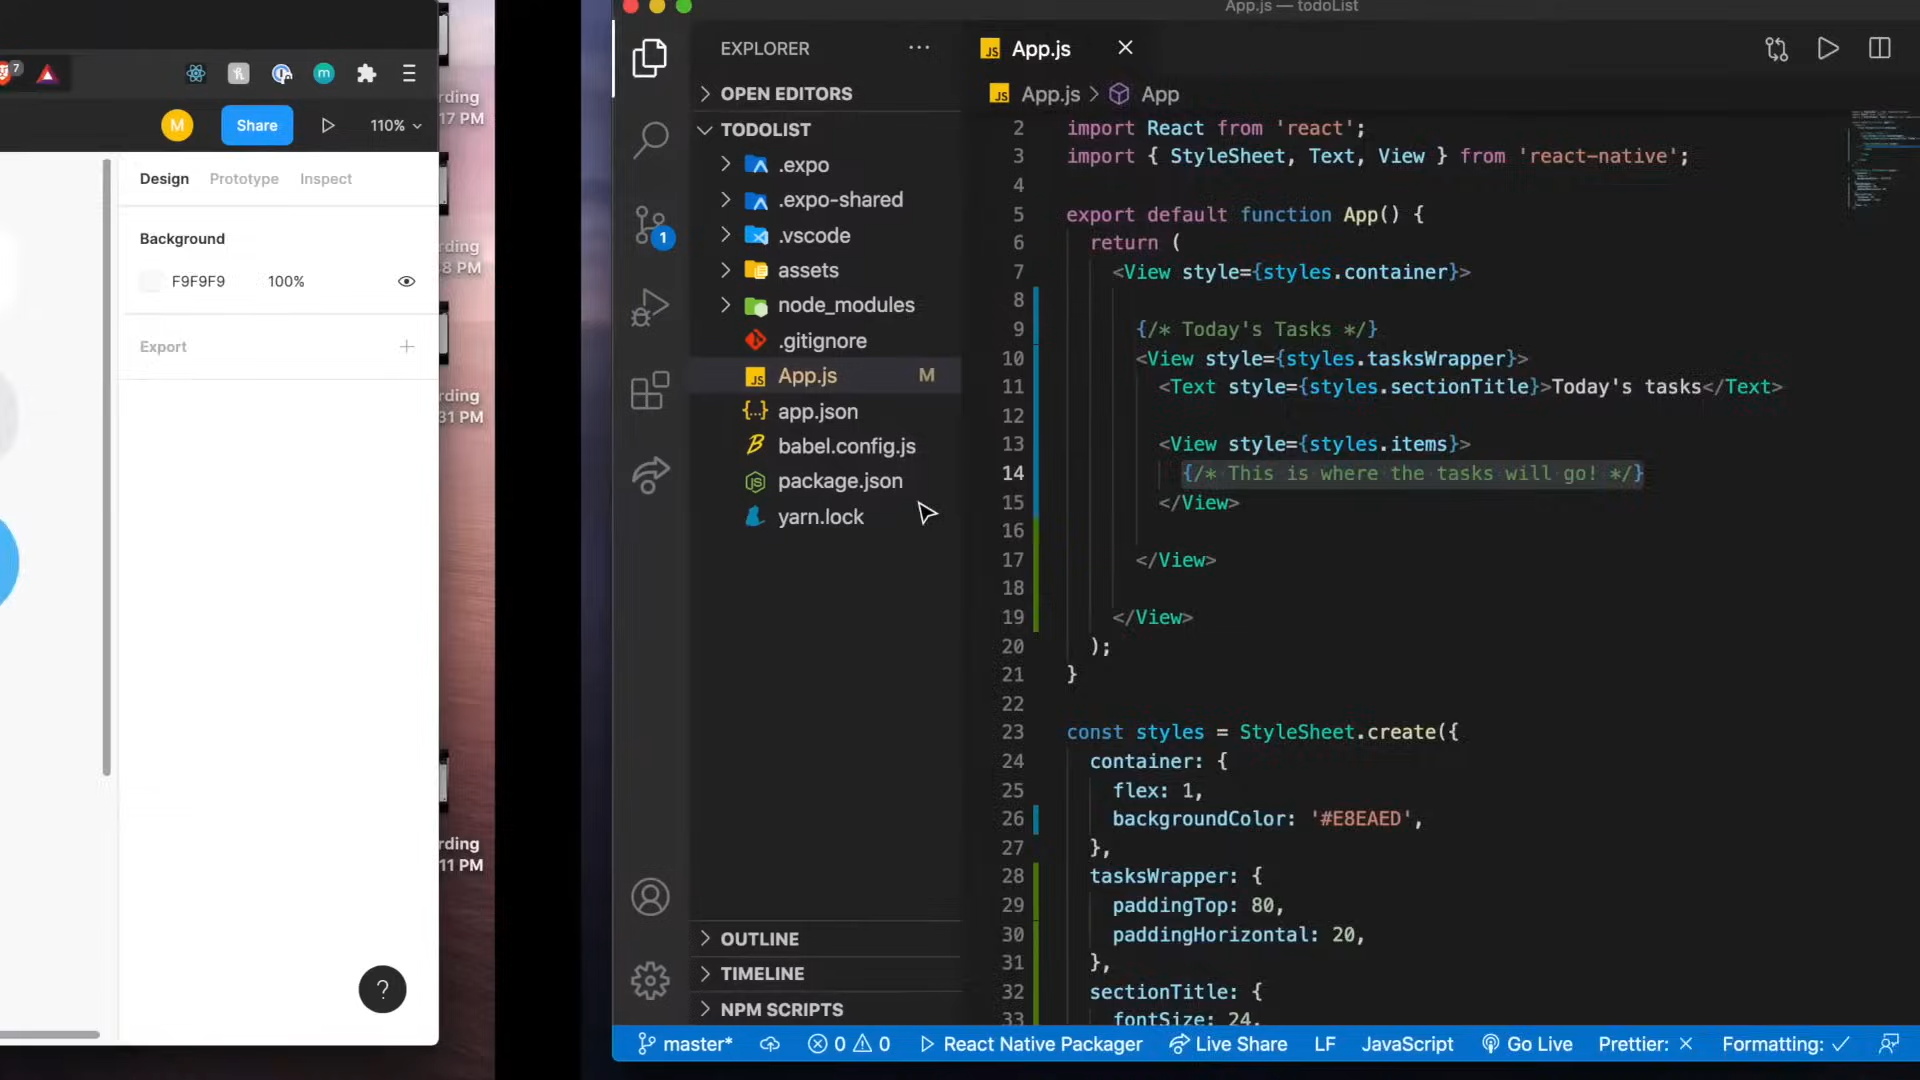 7
M
Share
110%
Design
Prototype
Inspect
Background
F9F9F9
100%
Export
?
rding
17 PM
rding
8 PM
rding
31 PM
rding
11 PM
App.js — todoList
EXPLORER
OPEN EDITORS
TODOLIST
.expo
.expo-shared
.vscode
assets
node_modules
.gitignore
App.js M
app.json
babel.config.js
package.json
yarn.lock
OUTLINE
TIMELINE
NPM SCRIPTS
1
JS App.js
JS App.js > App
2 import React from 'react';
3 import { StyleSheet, Text, View } from 'react-native';
4
5 export default function App() {
6 return (
7 <View style={styles.container}>
8
9 {/* Today's Tasks */}
10 <View style={styles.tasksWrapper}>
11 <Text style={styles.sectionTitle}>Today's tasks</Text>
12
13 <View style={styles.items}>
14 {/* This is where the tasks will go! */}
15 </View>
16
17 </View>
18
19 </View>
20 );
21 }
22
23 const styles = StyleSheet.create({
24 container: {
25 flex: 1,
26 backgroundColor: '#E8EAED',
27 },
28 tasksWrapper: {
29 paddingTop: 80,
30 paddingHorizontal: 20,
31 },
32 sectionTitle: {
33 fontSize: 24,
master*
0
0
React Native Packager
Live Share
LF
JavaScript
Go Live
Prettier: ×
Formatting: ✓